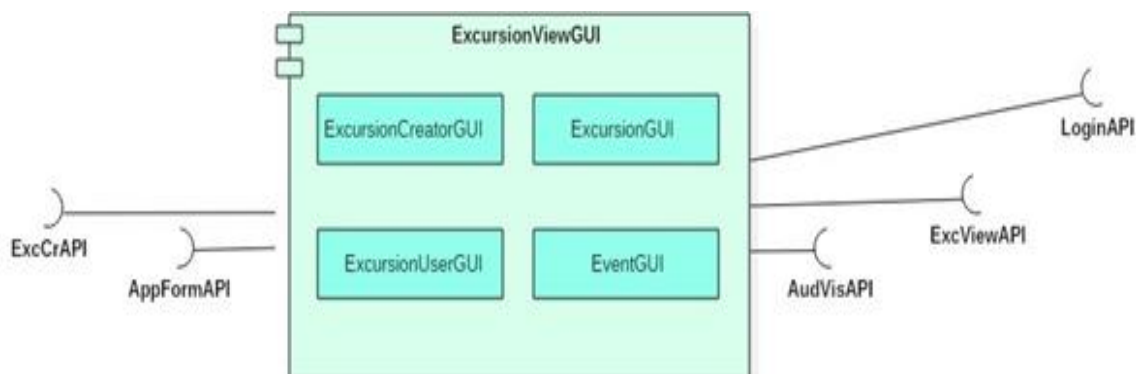 ExcursionViewGUI
ExcursionCreatorGUI
ExcursionGUI
LoginAPI
ExcCrAPI
AppFormAPI
ExcursionUserGUI
EventGUI
ExcViewAPI
AudVisAPI